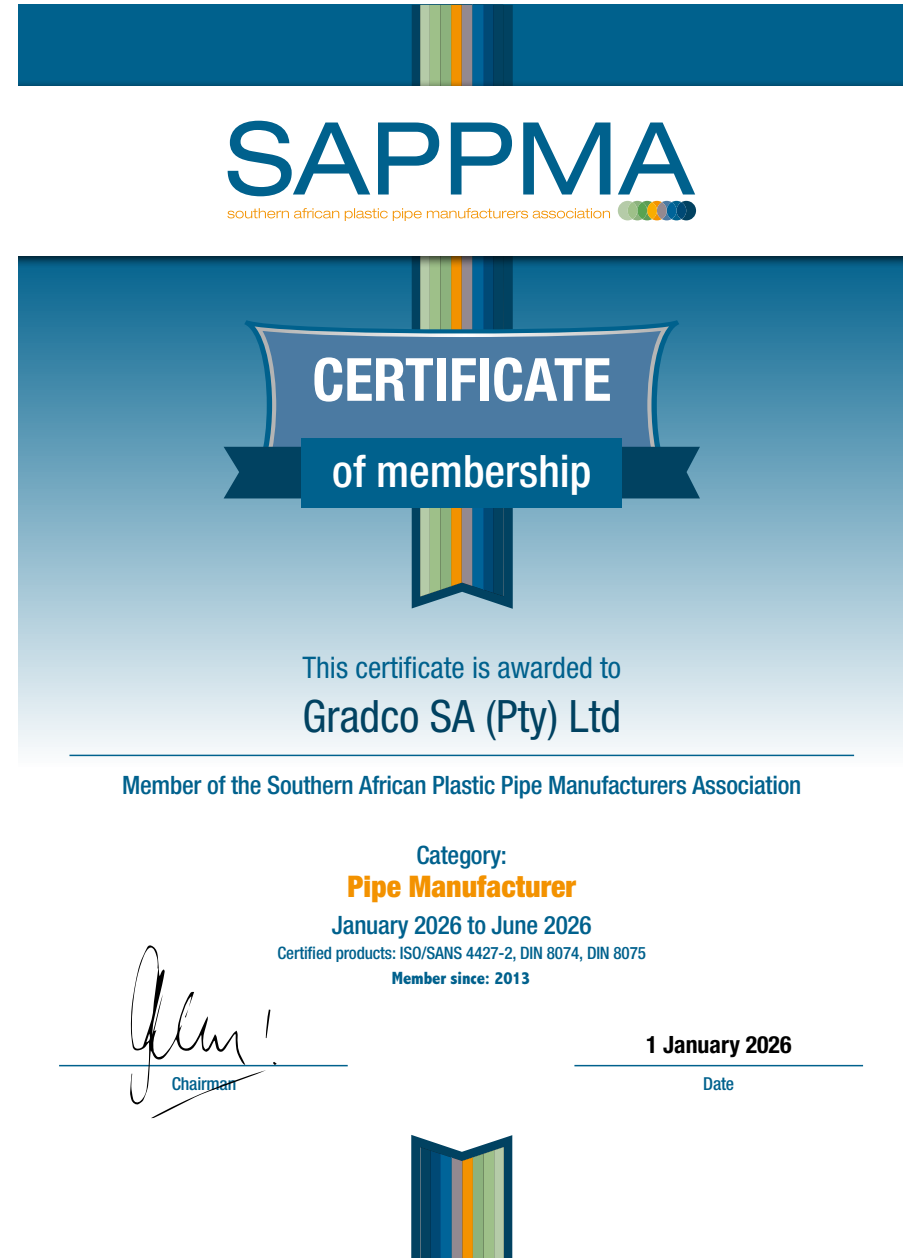 SAPPMA
southern african plastic pipe manufacturers association
CERTIFICATE
of membership
This certificate is awarded to
Gradco SA (Pty) Ltd
Member of the Southern African Plastic Pipe Manufacturers Association
Category:
Pipe Manufacturer
January 2026 to June 2026
Certified products: ISO/SANS 4427-2, DIN 8074, DIN 8075
Member since: 2013
1 January 2026
Chairman
Date